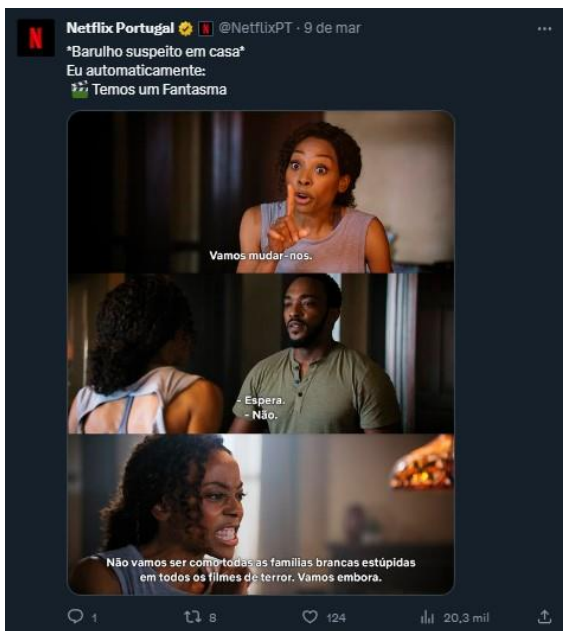 Netflix Portugal @NetflixPT · 9 de mar
*Barulho suspeito em casa*
Eu automaticamente:
🎬 Temos um Fantasma
Vamos mudar-nos.
- Espera.
- Não.
Não vamos ser como todas as famílias brancas estúpidas
em todos os filmes de terror. Vamos embora.
1 8 124 20,3 mil